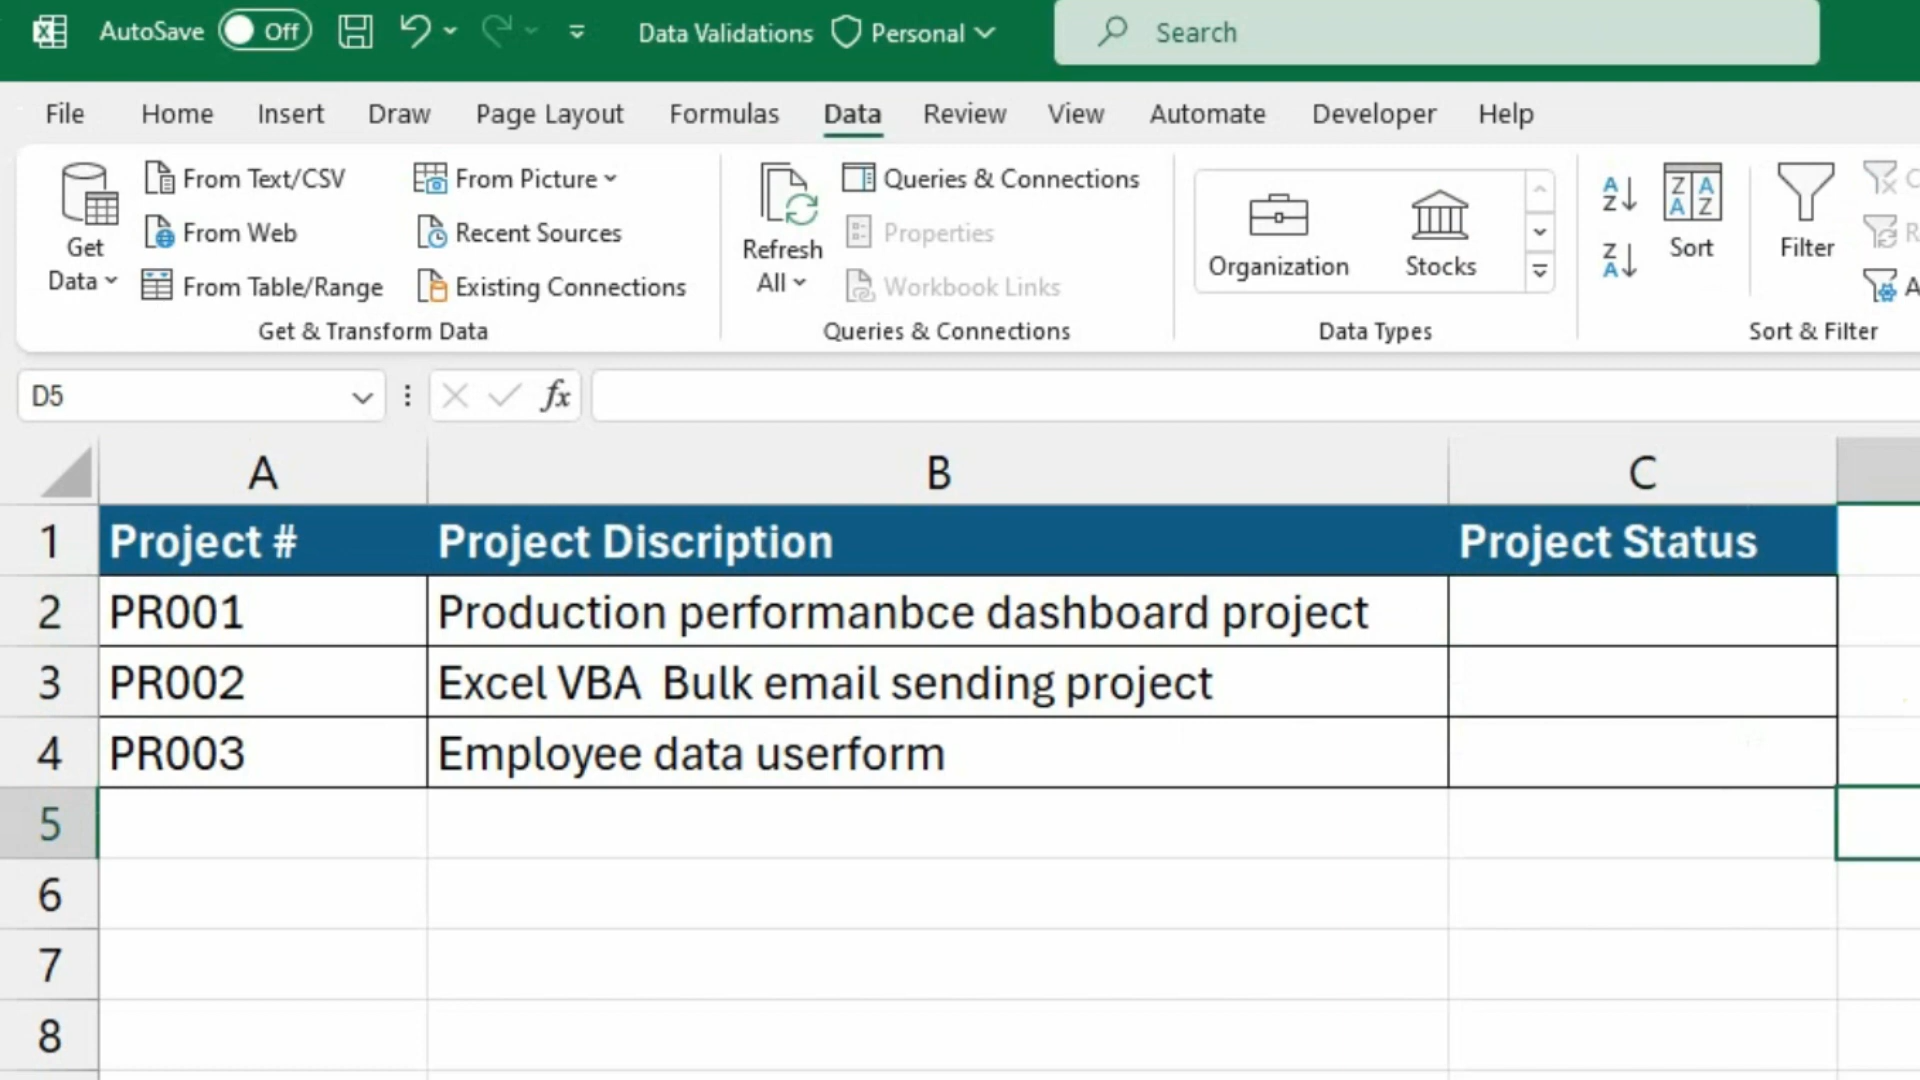 AutoSave Off Data Validations Personal Search
File Home Insert Draw Page Layout Formulas Data Review View Automate Developer Help
Get Data
From Text/CSV
From Web
From Table/Range
From Picture
Recent Sources
Existing Connections
Get & Transform Data
Refresh All
Queries & Connections
Properties
Workbook Links
Queries & Connections
Organization
Stocks
Data Types
Sort
Filter
Sort & Filter
D5 fx
A B C
1 Project # Project Discription Project Status
2 PR001 Production performanbce dashboard project
3 PR002 Excel VBA  Bulk email sending project
4 PR003 Employee data userform
5
6
7
8